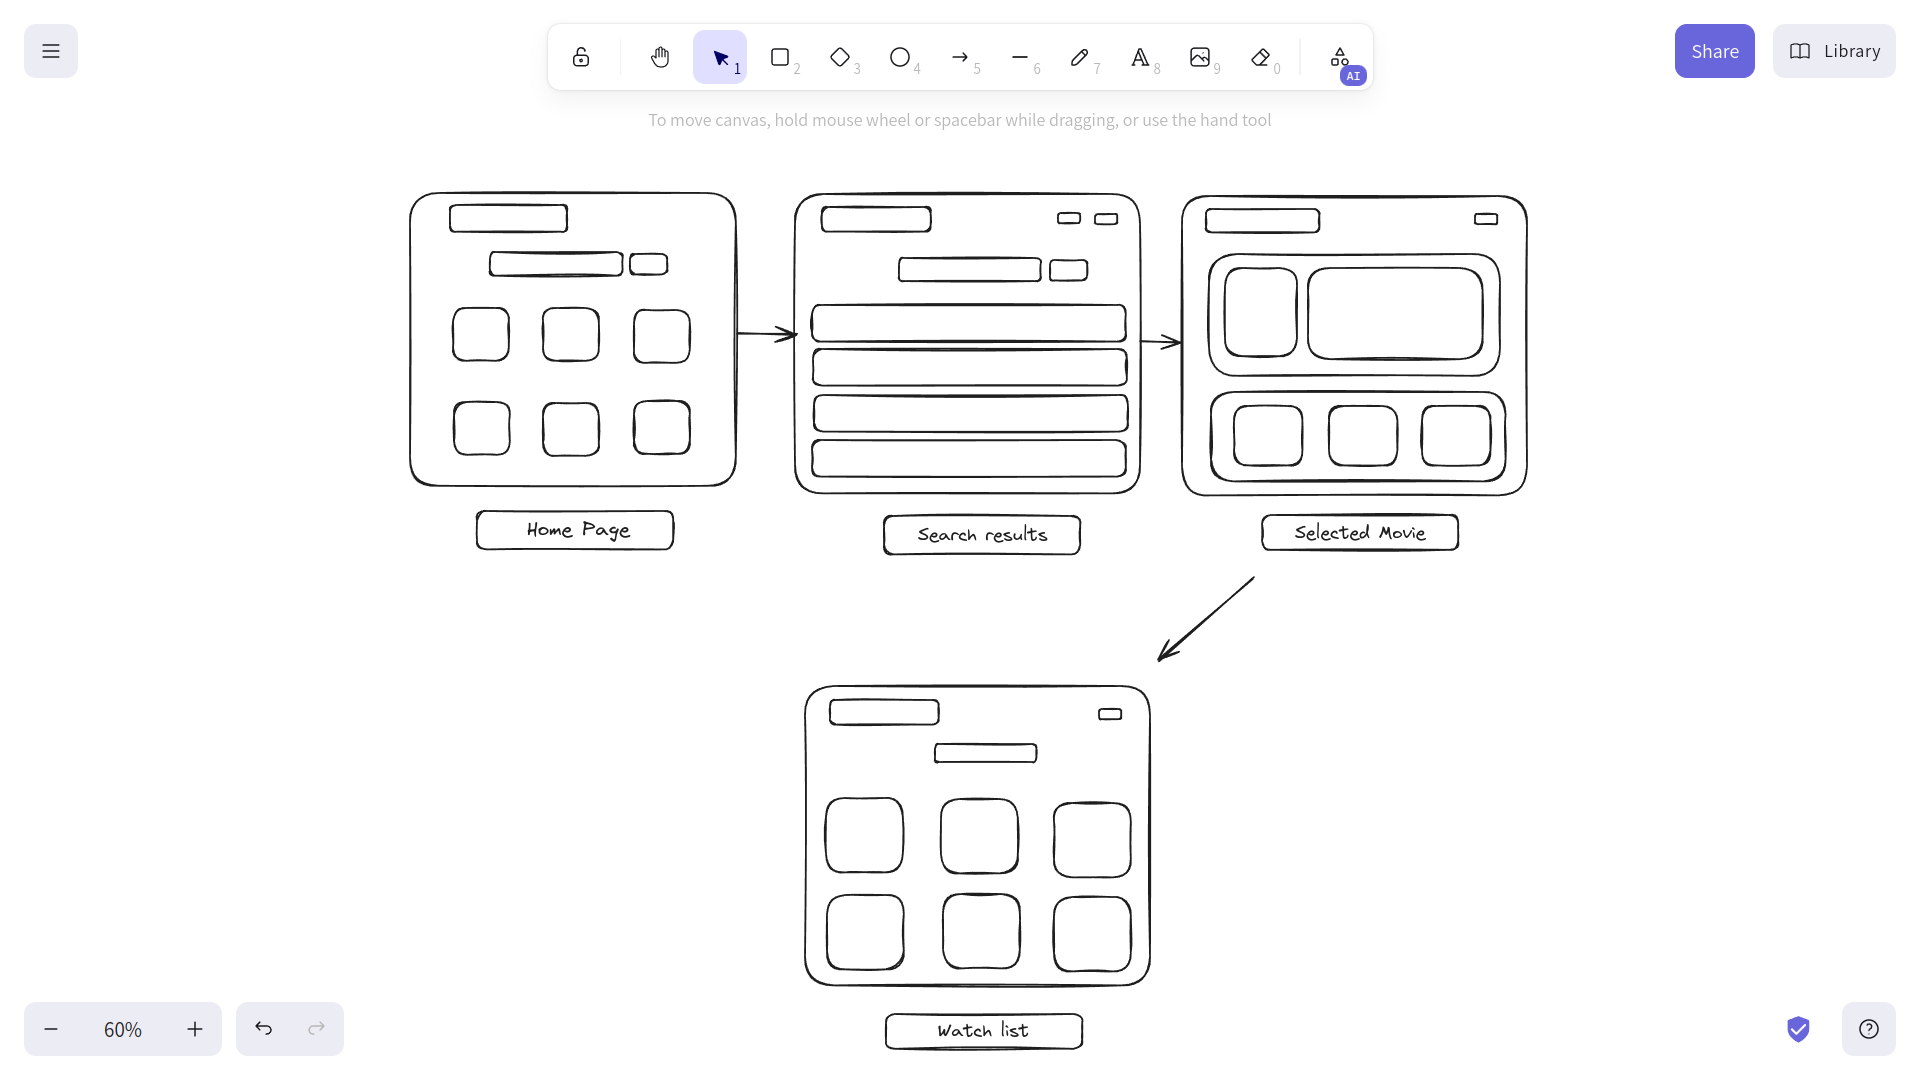 1
2
3
4
5
6
7
8
9
0
AI
Share
Library
To move canvas, hold mouse wheel or spacebar while dragging, or use the hand tool
Home Page
Search results
Selected Movie
Watch list
60%